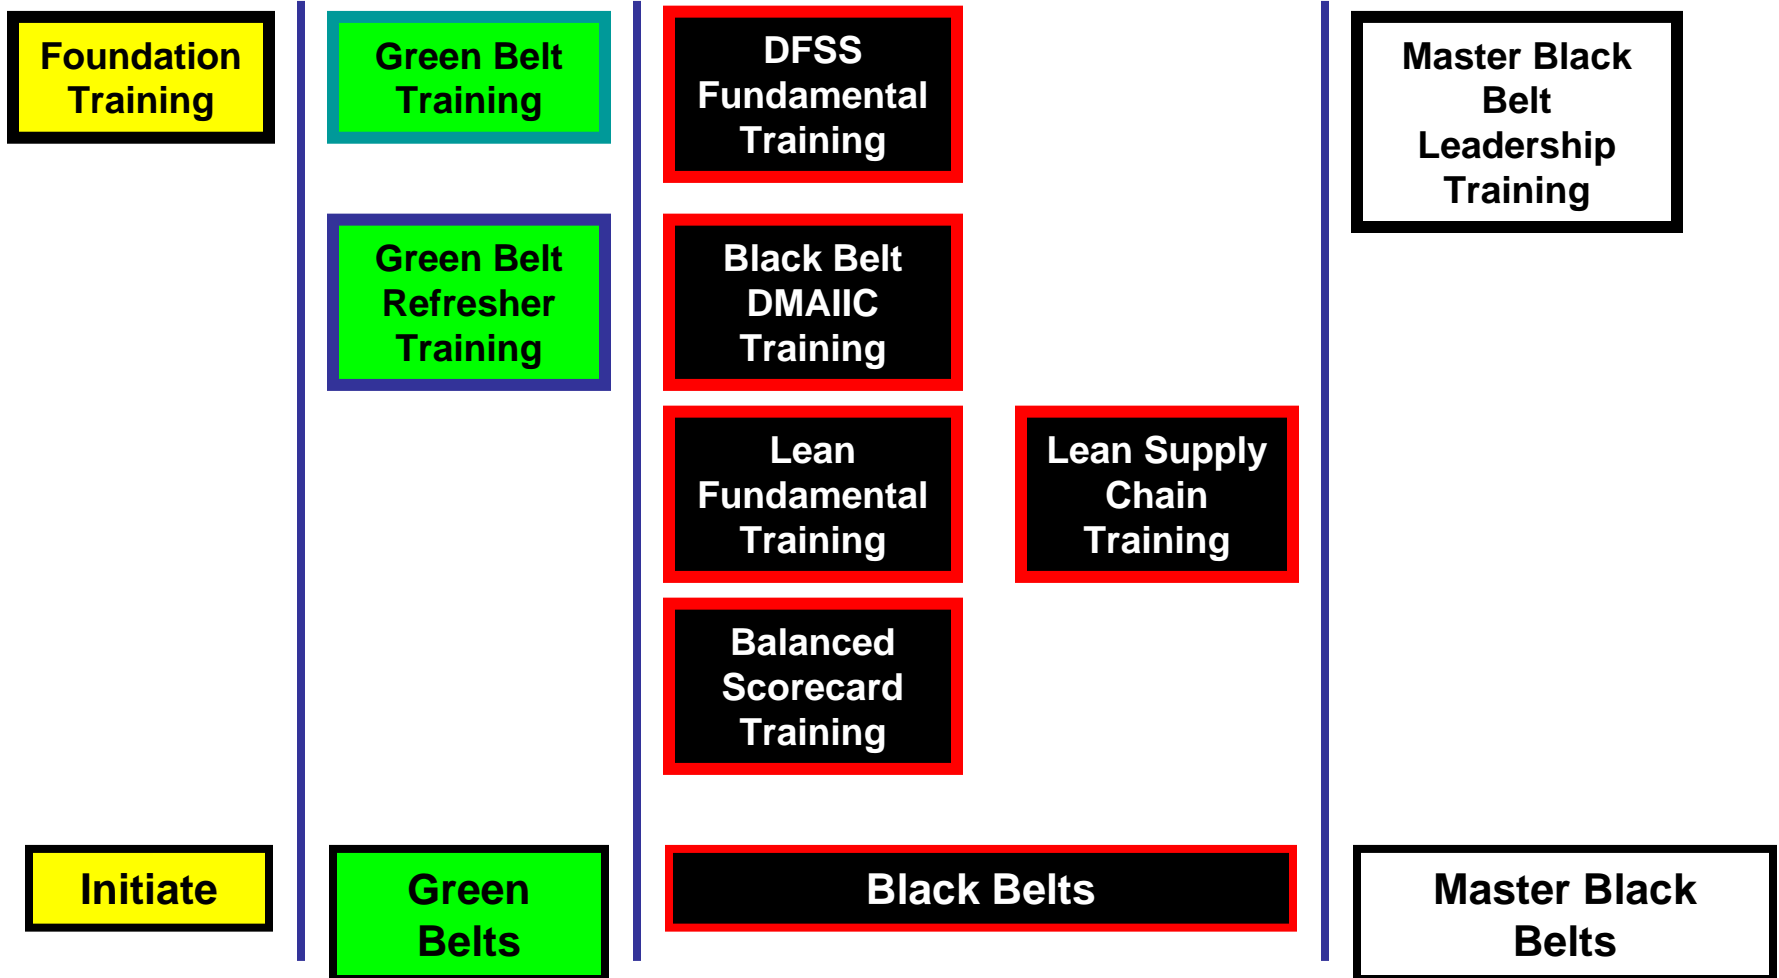 Foundation
Training
Green Belt
Training
DFSS
Fundamental
Training
Master Black
Belt
Leadership
Training
Green Belt
Refresher
Training
Black Belt
DMAIIC
Training
Lean
Fundamental
Training
Lean Supply
Chain
Training
Balanced
Scorecard
Training
Initiate
Green
Belts
Black Belts
Master Black
Belts